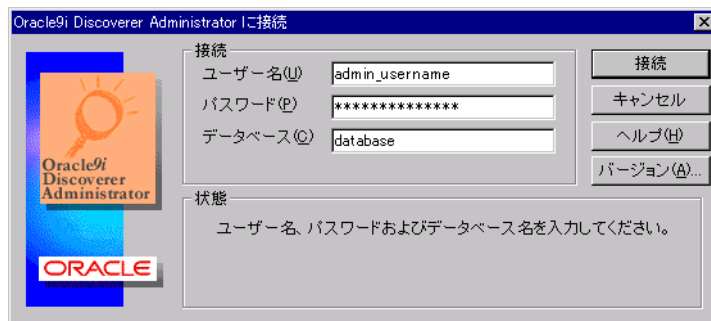 Oracle9i Discoverer Administrator に接続
接続
ユーザー名(U) admin_username
パスワード(P) **************
データベース(C) database
接続
キャンセル
ヘルプ(H)
バージョン(A)...
Oracle9i
Discoverer
Administrator
ORACLE
状態
ユーザー名、パスワードおよびデータベース名を入力してください。